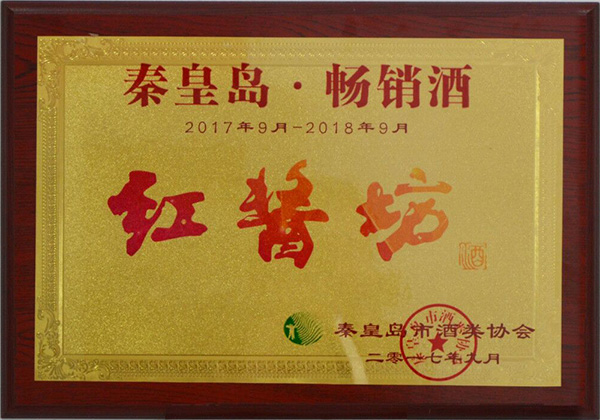 秦皇岛·畅销酒
2017年9月-2018年9月
红酱坊
酒
秦皇岛市酒类协会
二零一七年九月